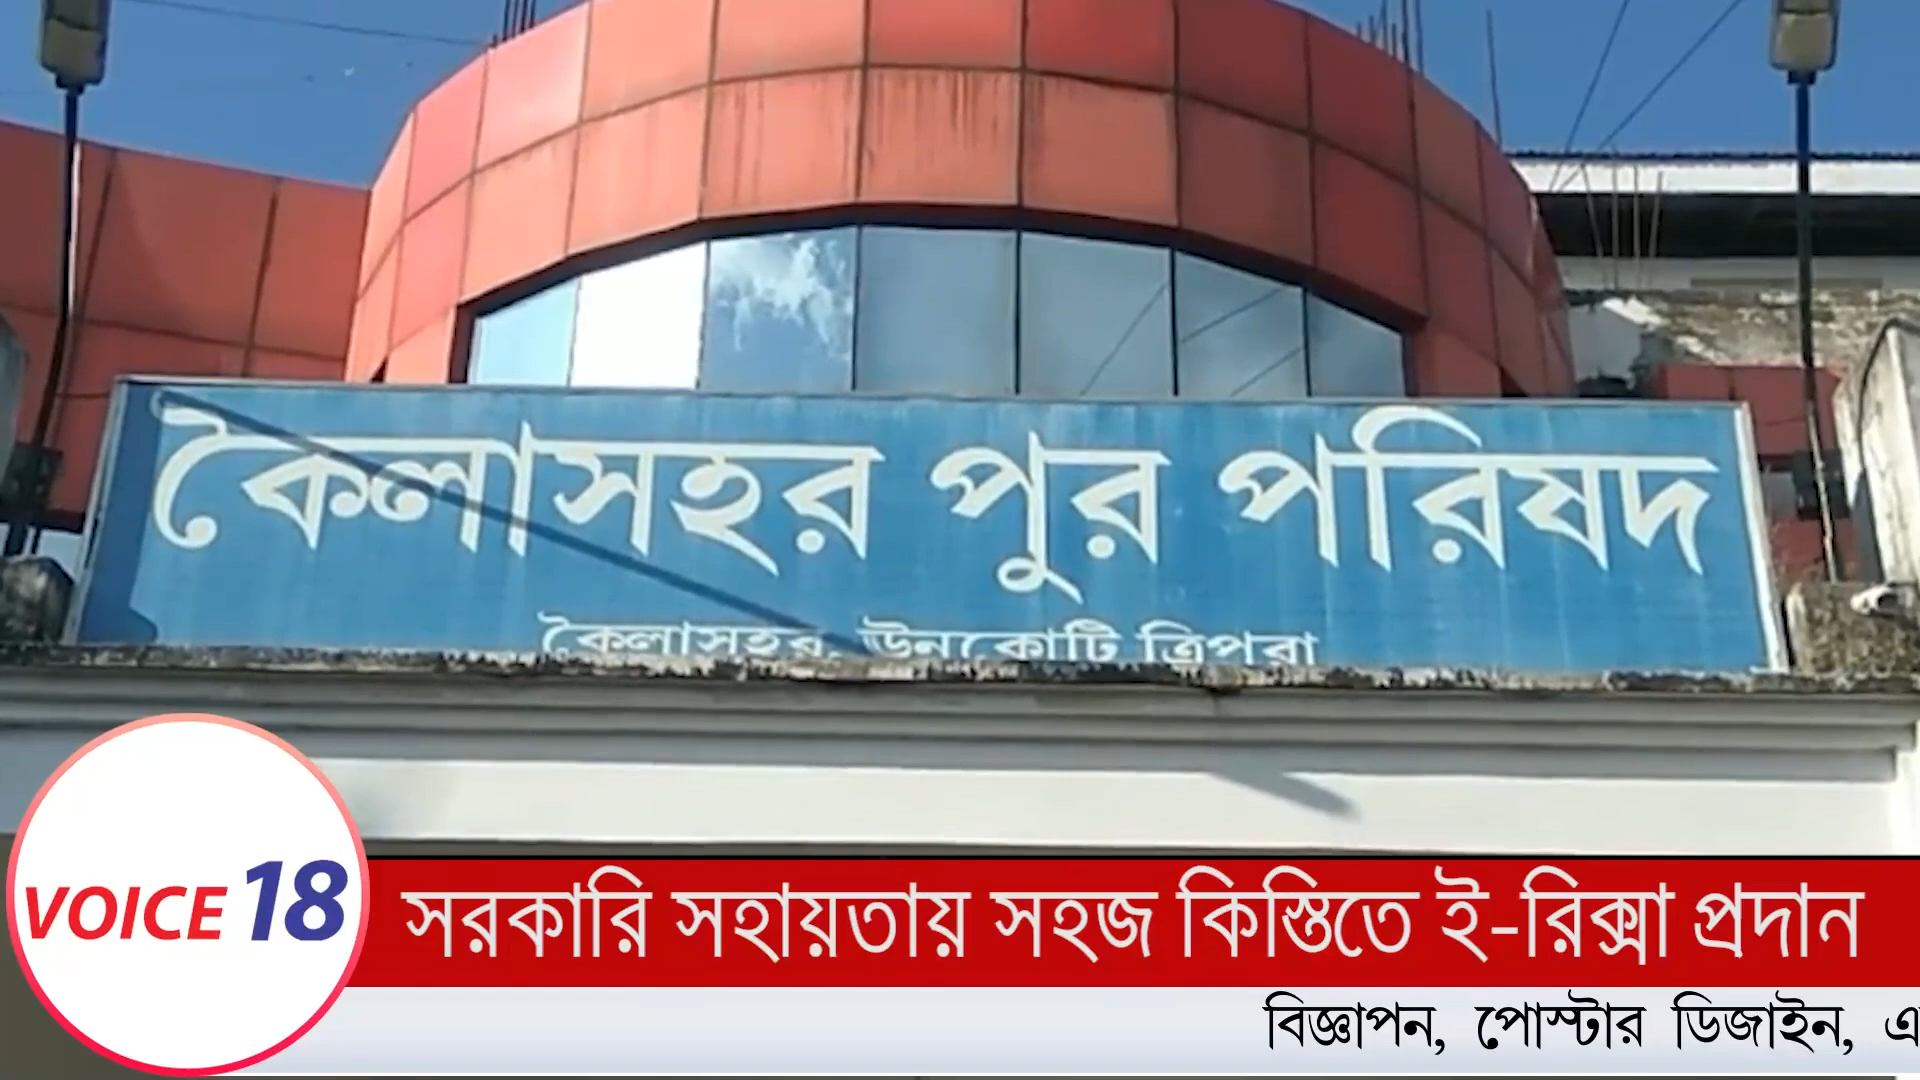 কৈলাসহর পুর পরিষদ
কৈলাসহর, ঊনকোটি ত্রিপুরা
VOICE 18
সরকারি সহায়তায় সহজ কিস্তিতে ই-রিক্সা প্রদান
বিজ্ঞাপন, পোস্টার ডিজাইন,